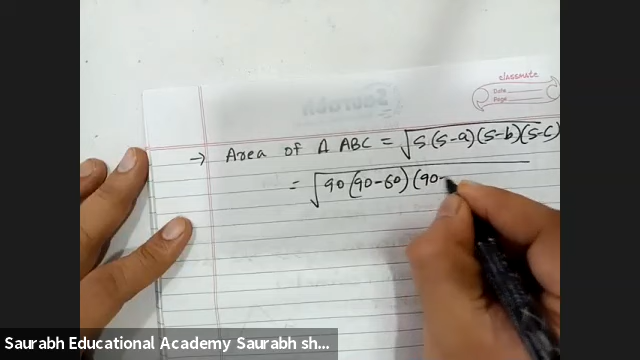 classmate
Date
Page
→ Area of Δ ABC = √S.(S-a)(S-b)(S-c)
= √90(90-60)(90-
Saurabh Educational Academy Saurabh sh...